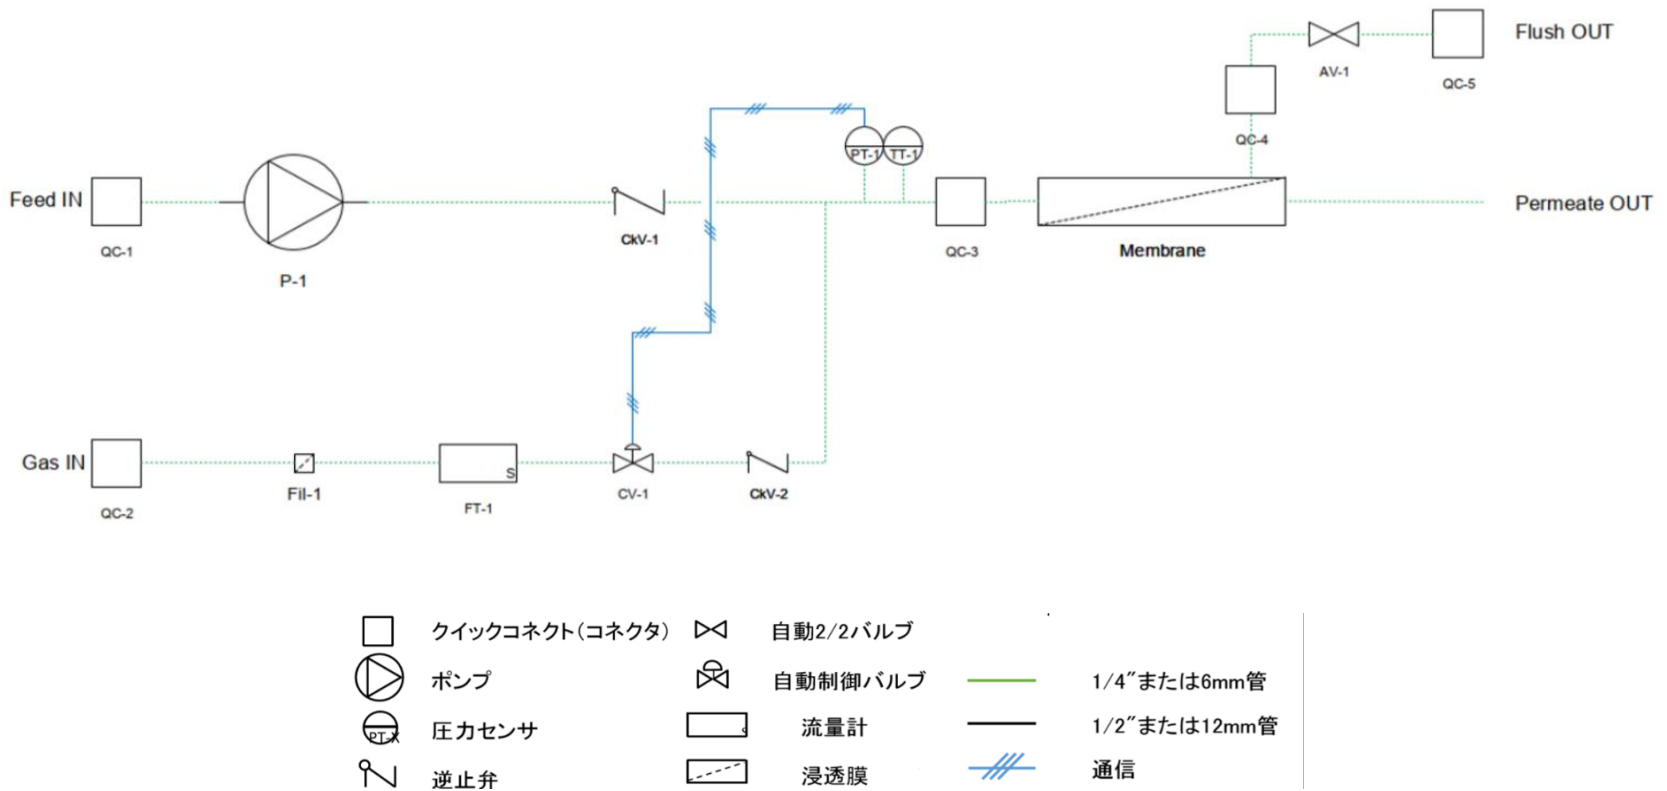 Flush OUT
AV-1
QC-5
QC-4
PT-1
TT-1
Feed IN
QC-1
P-1
CkV-1
QC-3
Membrane
Permeate OUT
Gas IN
QC-2
Fil-1
S
FT-1
CV-1
CkV-2
クイックコネクト(コネクタ)
自動2/2バルブ
ポンプ
自動制御バルブ
1/4"または6mm管
PT-X
圧力センサ
流量計
1/2"または12mm管
逆止弁
浸透膜
通信